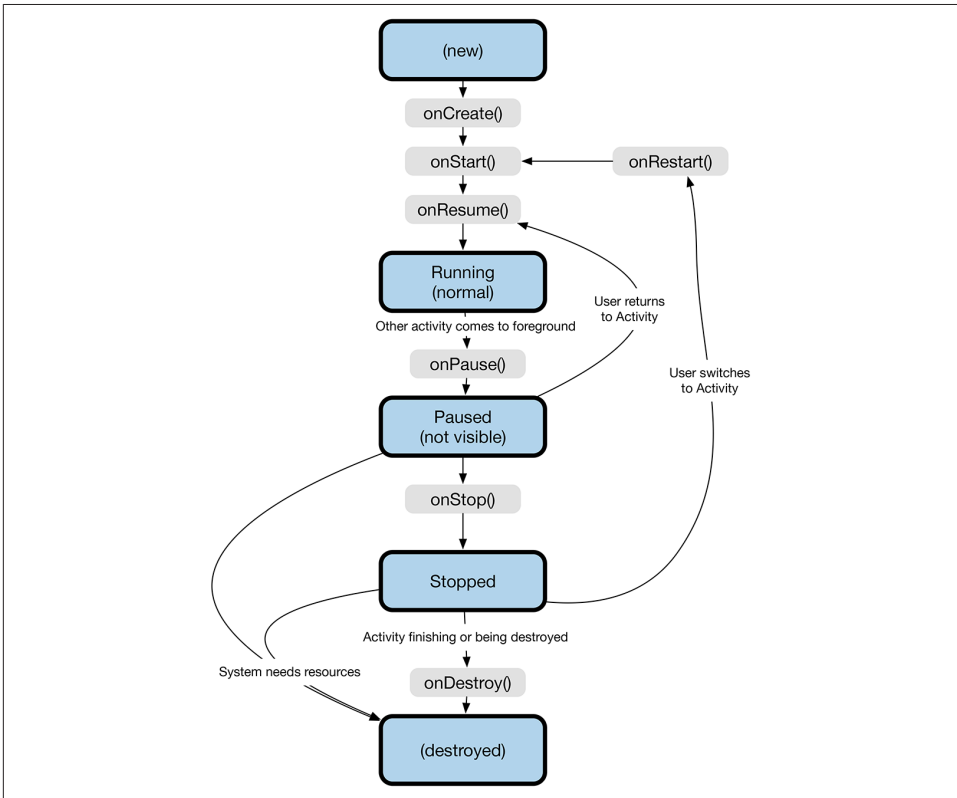 (new)
onCreate()
onStart()
onRestart()
onResume()
Running
(normal)
User returns
to Activity
Other activity comes to foreground
onPause()
User switches
to Activity
Paused
(not visible)
onStop()
Stopped
Activity finishing or being destroyed
System needs resources
onDestroy()
(destroyed)